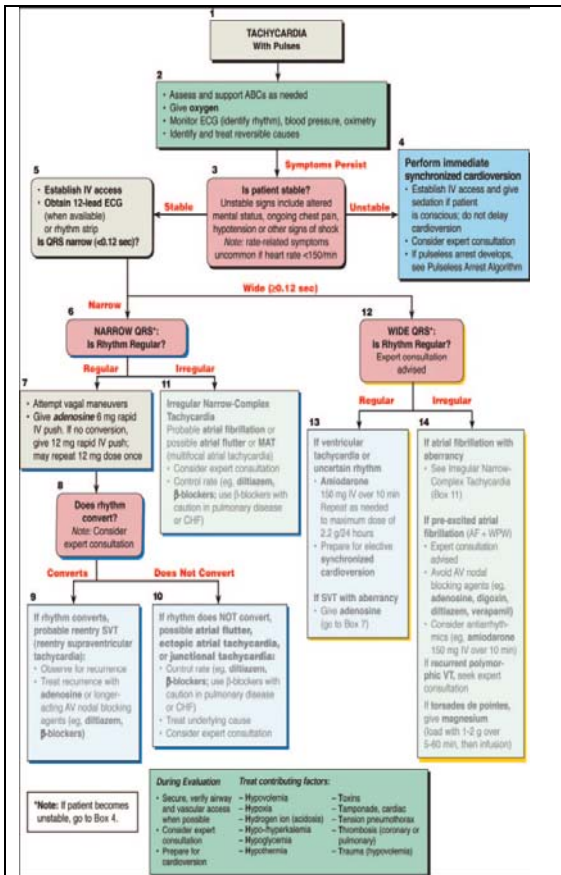 1
TACHYCARDIA
With Pulses
2
• Assess and support ABCs as needed
• Give oxygen
• Monitor ECG (identify rhythm), blood pressure, oximetry
• Identify and treat reversible causes
Symptoms Persist
3
Is patient stable?
Unstable signs include altered
mental status, ongoing chest pain,
hypotension or other signs of shock
Note: rate-related symptoms
uncommon if heart rate <150/min
Stable
Unstable
4
Perform immediate
synchronized cardioversion
• Establish IV access and give
sedation if patient
is conscious; do not delay
cardioversion
• Consider expert consultation
• If pulseless arrest develops,
see Pulseless Arrest Algorithm
5
• Establish IV access
• Obtain 12-lead ECG
(when available)
or rhythm strip
Is QRS narrow (<0.12 sec)?
Narrow
Wide (≥0.12 sec)
6
NARROW QRS*:
Is Rhythm Regular?
Regular
Irregular
7
• Attempt vagal maneuvers
• Give adenosine 6 mg rapid
IV push. If no conversion,
give 12 mg rapid IV push;
may repeat 12 mg dose once
11
Irregular Narrow-Complex
Tachycardia
Probable atrial fibrillation or
possible atrial flutter or MAT
(multifocal atrial tachycardia)
• Consider expert consultation
• Control rate (eg, diltiazem,
β-blockers; use β-blockers with
caution in pulmonary disease
or CHF)
8
Does rhythm
convert?
Note: Consider
expert consultation
Converts
Does Not Convert
9
If rhythm converts,
probable reentry SVT
(reentry supraventricular
tachycardia):
• Observe for recurrence
• Treat recurrence with
adenosine or longer-
acting AV nodal blocking
agents (eg, diltiazem,
β-blockers)
10
If rhythm does NOT convert,
possible atrial flutter,
ectopic atrial tachycardia,
or junctional tachycardia:
• Control rate (eg, diltiazem,
β-blockers; use β-blockers with
caution in pulmonary disease
or CHF)
• Treat underlying cause
• Consider expert consultation
12
WIDE QRS*:
Is Rhythm Regular?
Expert consultation
advised
Regular
Irregular
13
If ventricular
tachycardia or
uncertain rhythm
• Amiodarone
150 mg IV over 10 min
Repeat as needed
to maximum dose of
2.2 g/24 hours
• Prepare for elective
synchronized
cardioversion
If SVT with aberrancy
• Give adenosine
(go to Box 7)
14
If atrial fibrillation with
aberrancy
• See Irregular Narrow-
Complex Tachycardia
(Box 11)
If pre-excited atrial
fibrillation (AF + WPW)
• Expert consultation
advised
• Avoid AV nodal
blocking agents (eg,
adenosine, digoxin,
diltiazem, verapamil)
• Consider antiarrhyth-
mics (eg, amiodarone
150 mg IV over 10 min)
If recurrent polymor-
phic VT, seek expert
consultation
If torsades de pointes,
give magnesium
(load with 1-2 g over
5-60 min, then infusion)
*Note: If patient becomes
unstable, go to Box 4.
During Evaluation
• Secure, verify airway
and vascular access
when possible
• Consider expert
consultation
• Prepare for
cardioversion
Treat contributing factors:
– Hypovolemia
– Hypoxia
– Hydrogen ion (acidosis)
– Hypo-/hyperkalemia
– Hypoglycemia
– Hypothermia
– Toxins
– Tamponade, cardiac
– Tension pneumothorax
– Thrombosis (coronary or
pulmonary)
– Trauma (hypovolemia)